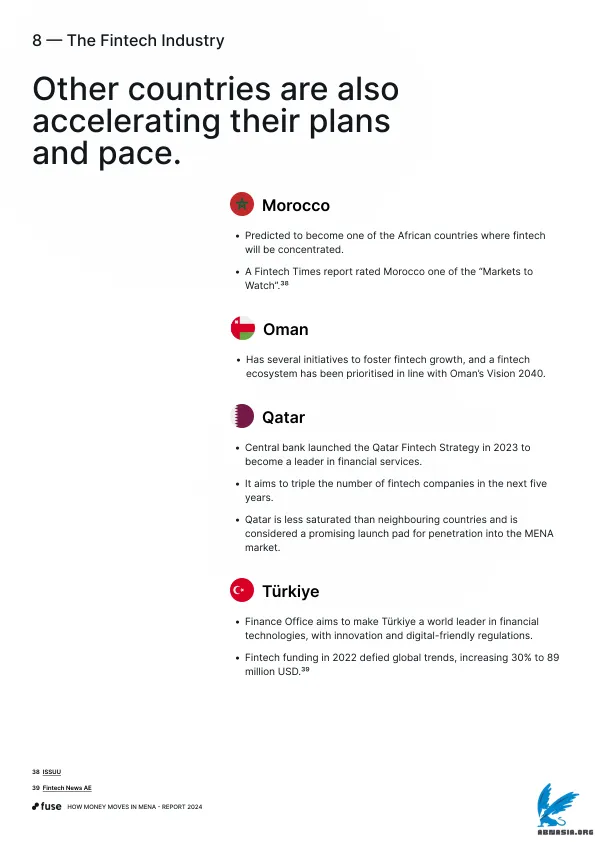 8 — The Fintech Industry
Other countries are also
accelerating their plans
and pace.
Morocco
• Predicted to become one of the African countries where fintech
will be concentrated.
• A Fintech Times report rated Morocco one of the “Markets to
Watch”.³⁸
Oman
• Has several initiatives to foster fintech growth, and a fintech
ecosystem has been prioritised in line with Oman’s Vision 2040.
Qatar
• Central bank launched the Qatar Fintech Strategy in 2023 to
become a leader in financial services.
• It aims to triple the number of fintech companies in the next five
years.
• Qatar is less saturated than neighbouring countries and is
considered a promising launch pad for penetration into the MENA
market.
Türkiye
• Finance Office aims to make Türkiye a world leader in financial
technologies, with innovation and digital-friendly regulations.
• Fintech funding in 2022 defied global trends, increasing 30% to 89
million USD.³⁹
38 ISSUU
39 Fintech News AE
fuse HOW MONEY MOVES IN MENA - REPORT 2024
ABNASIA.ORG